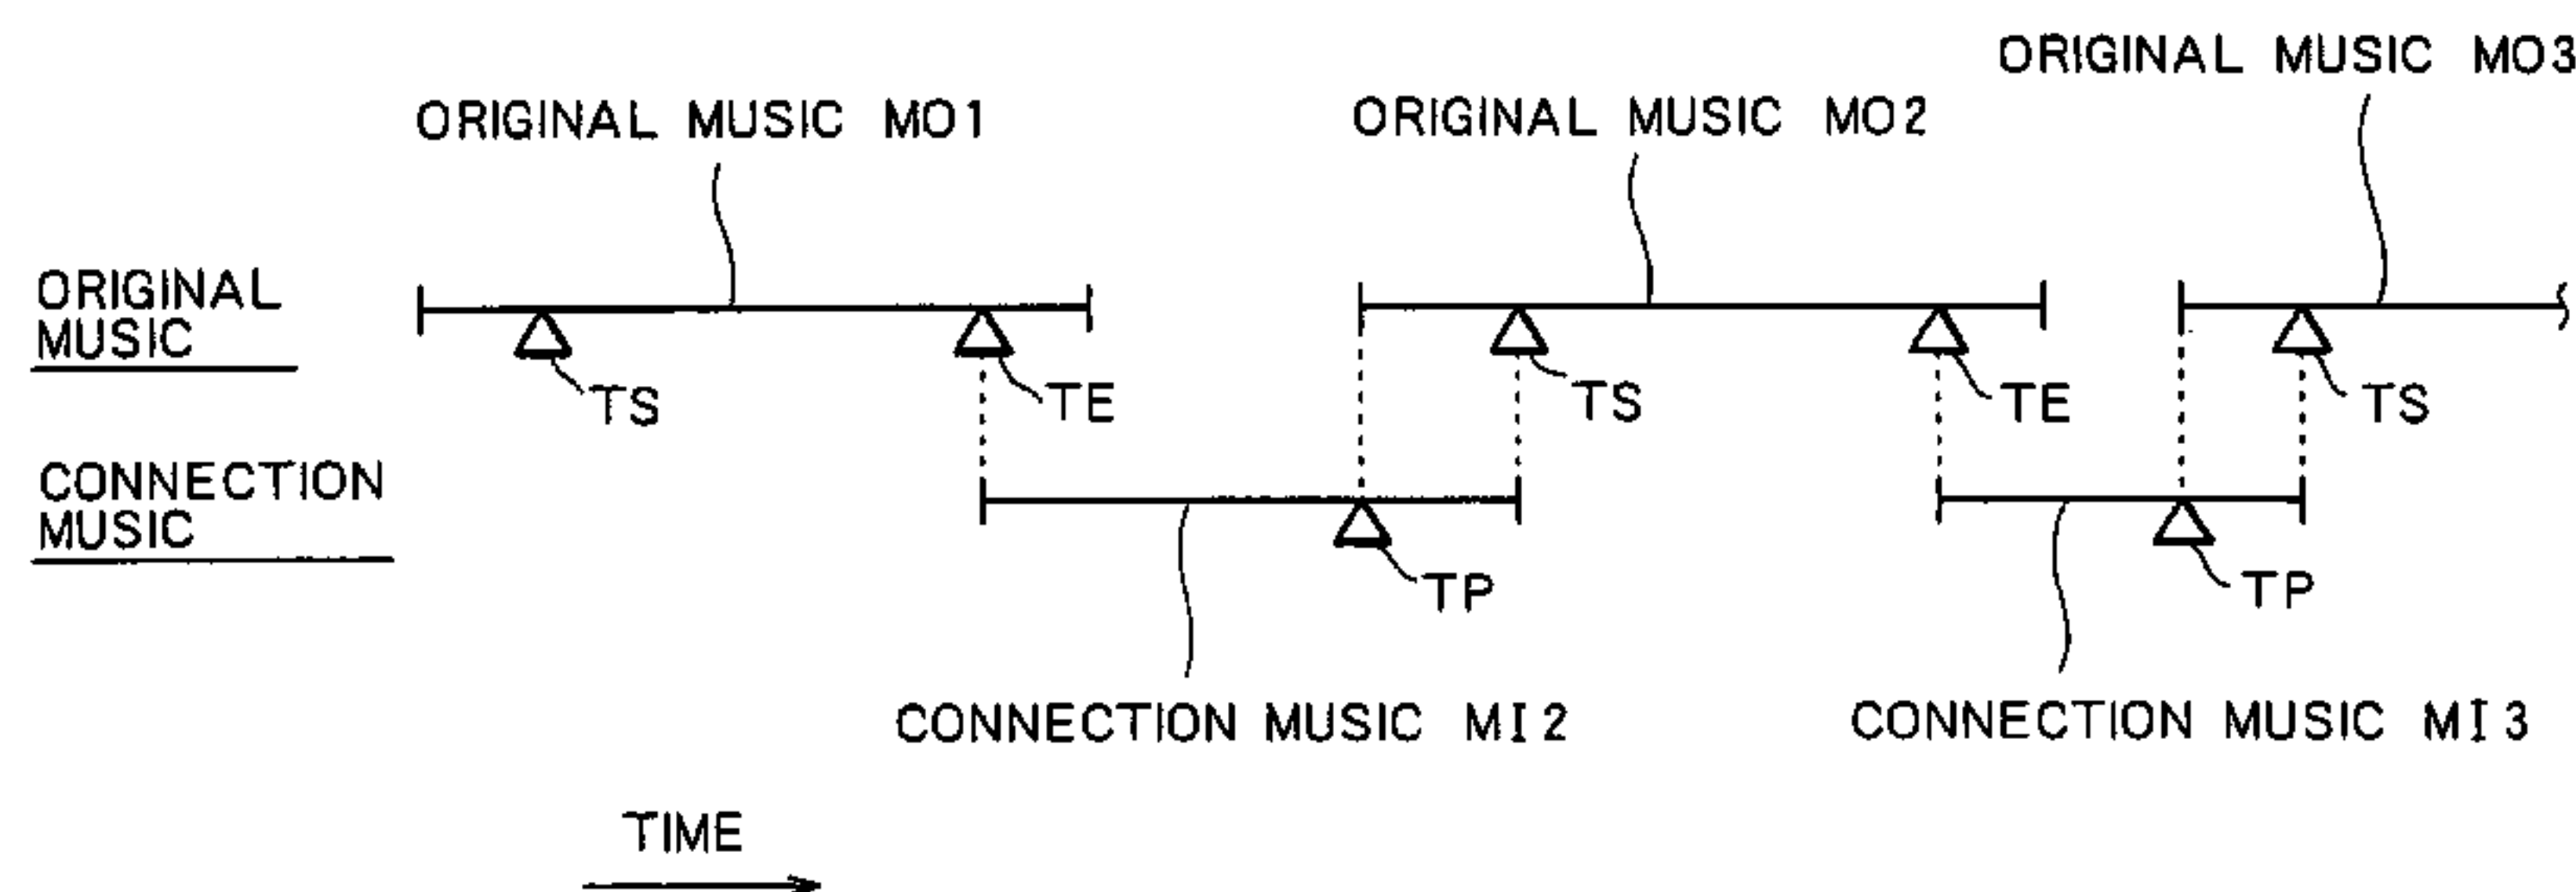 ORIGINAL MUSIC MO3
ORIGINAL MUSIC MO1
ORIGINAL MUSIC MO2
ORIGINAL
MUSIC
TS
TE
TS
TE
TS
CONNECTION
MUSIC
TP
TP
CONNECTION MUSIC MI2
CONNECTION MUSIC MI3
TIME